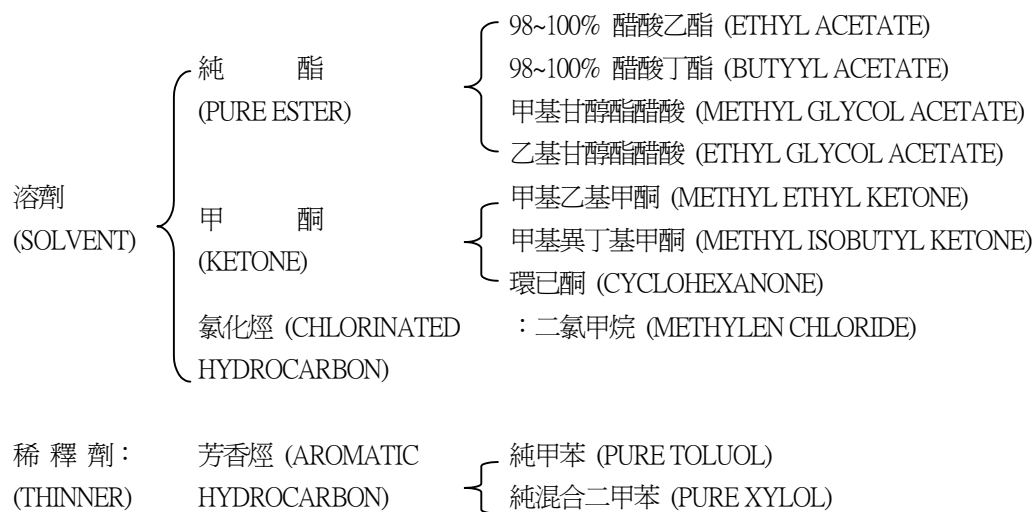 溶劑
(SOLVENT)
純 酯
(PURE ESTER)
98~100% 醋酸乙酯 (ETHYL ACETATE)
98~100% 醋酸丁酯 (BUTYYL ACETATE)
甲基甘醇酯醋酸 (METHYL GLYCOL ACETATE)
乙基甘醇酯醋酸 (ETHYL GLYCOL ACETATE)
甲 酮
(KETONE)
甲基乙基甲酮 (METHYL ETHYL KETONE)
甲基異丁基甲酮 (METHYL ISOBUTYL KETONE)
環已酮 (CYCLOHEXANONE)
氯化烴 (CHLORINATED
HYDROCARBON)
：二氯甲烷 (METHYLEN CHLORIDE)
稀 釋 劑：
(THINNER)
芳香烴 (AROMATIC
HYDROCARBON)
純甲苯 (PURE TOLUOL)
純混合二甲苯 (PURE XYLOL)